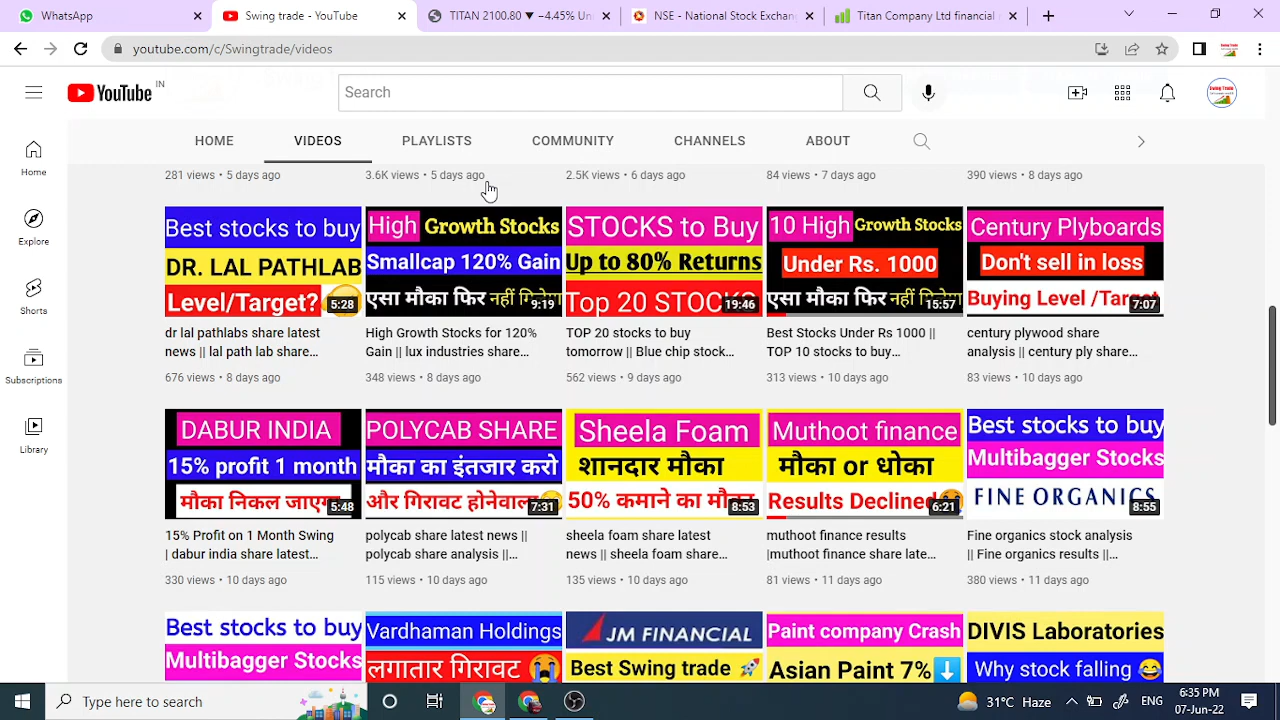 Swing trade - YouTube
TITAN 2100.80 ▼ −4.45% Un
NSE - National Stock Exchan
Titan Company Ltd financial
youtube.com/c/Swingtrade/videos
YouTube IN
Search
HOME VIDEOS PLAYLISTS COMMUNITY CHANNELS ABOUT
Home
Explore
Shorts
Subscriptions
Library
281 views • 5 days ago
3.6K views • 5 days ago
2.5K views • 6 days ago
84 views • 7 days ago
390 views • 8 days ago
Best stocks to buy
DR. LAL PATHLAB
Level/Target?
5:28
dr lal pathlabs share latest
news || lal path lab share...
676 views • 8 days ago
High Growth Stocks
Smallcap 120% Gain
एसा मौका फिर नहीं
9:19
High Growth Stocks for 120%
Gain || lux industries share...
348 views • 8 days ago
STOCKS to Buy
Up to 80% Returns
Top 20 STOC
19:46
TOP 20 stocks to buy
tomorrow || Blue chip stock...
562 views • 9 days ago
10 High Growth Stocks
Under Rs. 1000
एसा मौका फिर नहीं
15:57
Best Stocks Under Rs 1000 ||
TOP 10 stocks to buy...
313 views • 10 days ago
Century Plyboards
Don't sell in loss
Buying Level /Targe
7:07
century plywood share
analysis || century ply share...
83 views • 10 days ago
DABUR INDIA
15% profit 1 month
मौका निकल जाएग
5:48
15% Profit on 1 Month Swing
| dabur india share latest...
330 views • 10 days ago
POLYCAB SHARE
मौका का इंतजार करो
और गिरावट होनेवाल
7:31
polycab share latest news ||
polycab share analysis ||...
115 views • 10 days ago
Sheela Foam
शानदार मौका
50% कमाने का मौका
8:53
sheela foam share latest
news || sheela foam share...
135 views • 10 days ago
Muthoot finance
मौका or धोका
Results Declined
6:21
muthoot finance results
|muthoot finance share late...
81 views • 11 days ago
Best stocks to buy
Multibagger Stocks
FINE ORGANICS
8:55
Fine organics stock analysis
|| Fine organics results ||...
380 views • 11 days ago
Best stocks to buy
Multibagger Stocks
Vardhaman Holdings
लगातार गिरावट
JM FINANCIAL
Best Swing trade
Paint company Crash
Asian Paint 7%
DIVIS Laboratories
Why stock falling
Type here to search
31°C Haze
ENG
6:35 PM
07-Jun-22